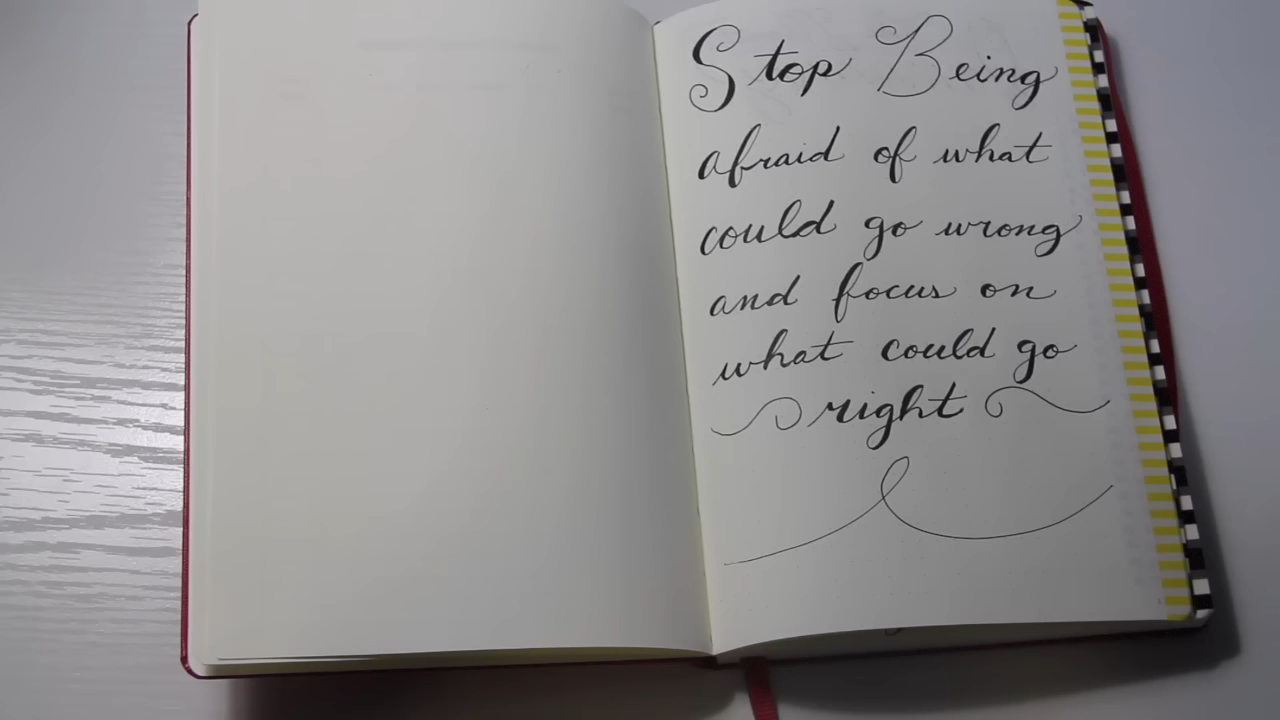 Stop Being
afraid of what
could go wrong
and focus on
what could go
right